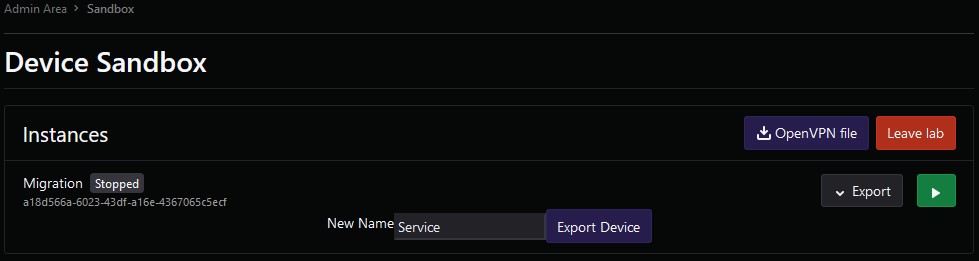 Admin Area > Sandbox
Device Sandbox
Instances
OpenVPN file
Leave lab
Migration Stopped
a18d566a-6023-43df-a16e-4367065c5ecf
Export
New Name Service Export Device